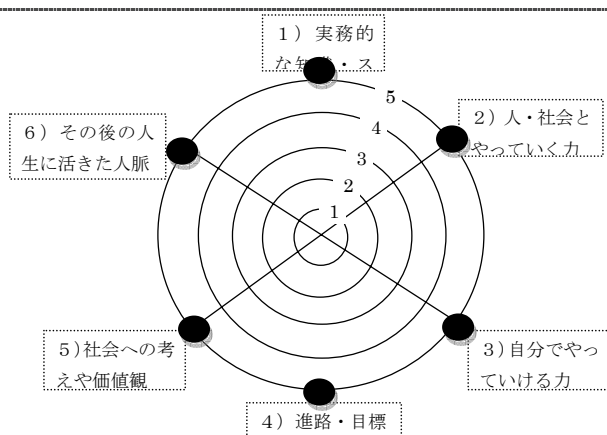 1）実務的
な知識・ス
5
4
3
2
1
2）人・社会と
やっていく力
6）その後の人
生に活きた人脈
5）社会への考
えや価値観
3）自分でやっ
ていける力
4）進路・目標